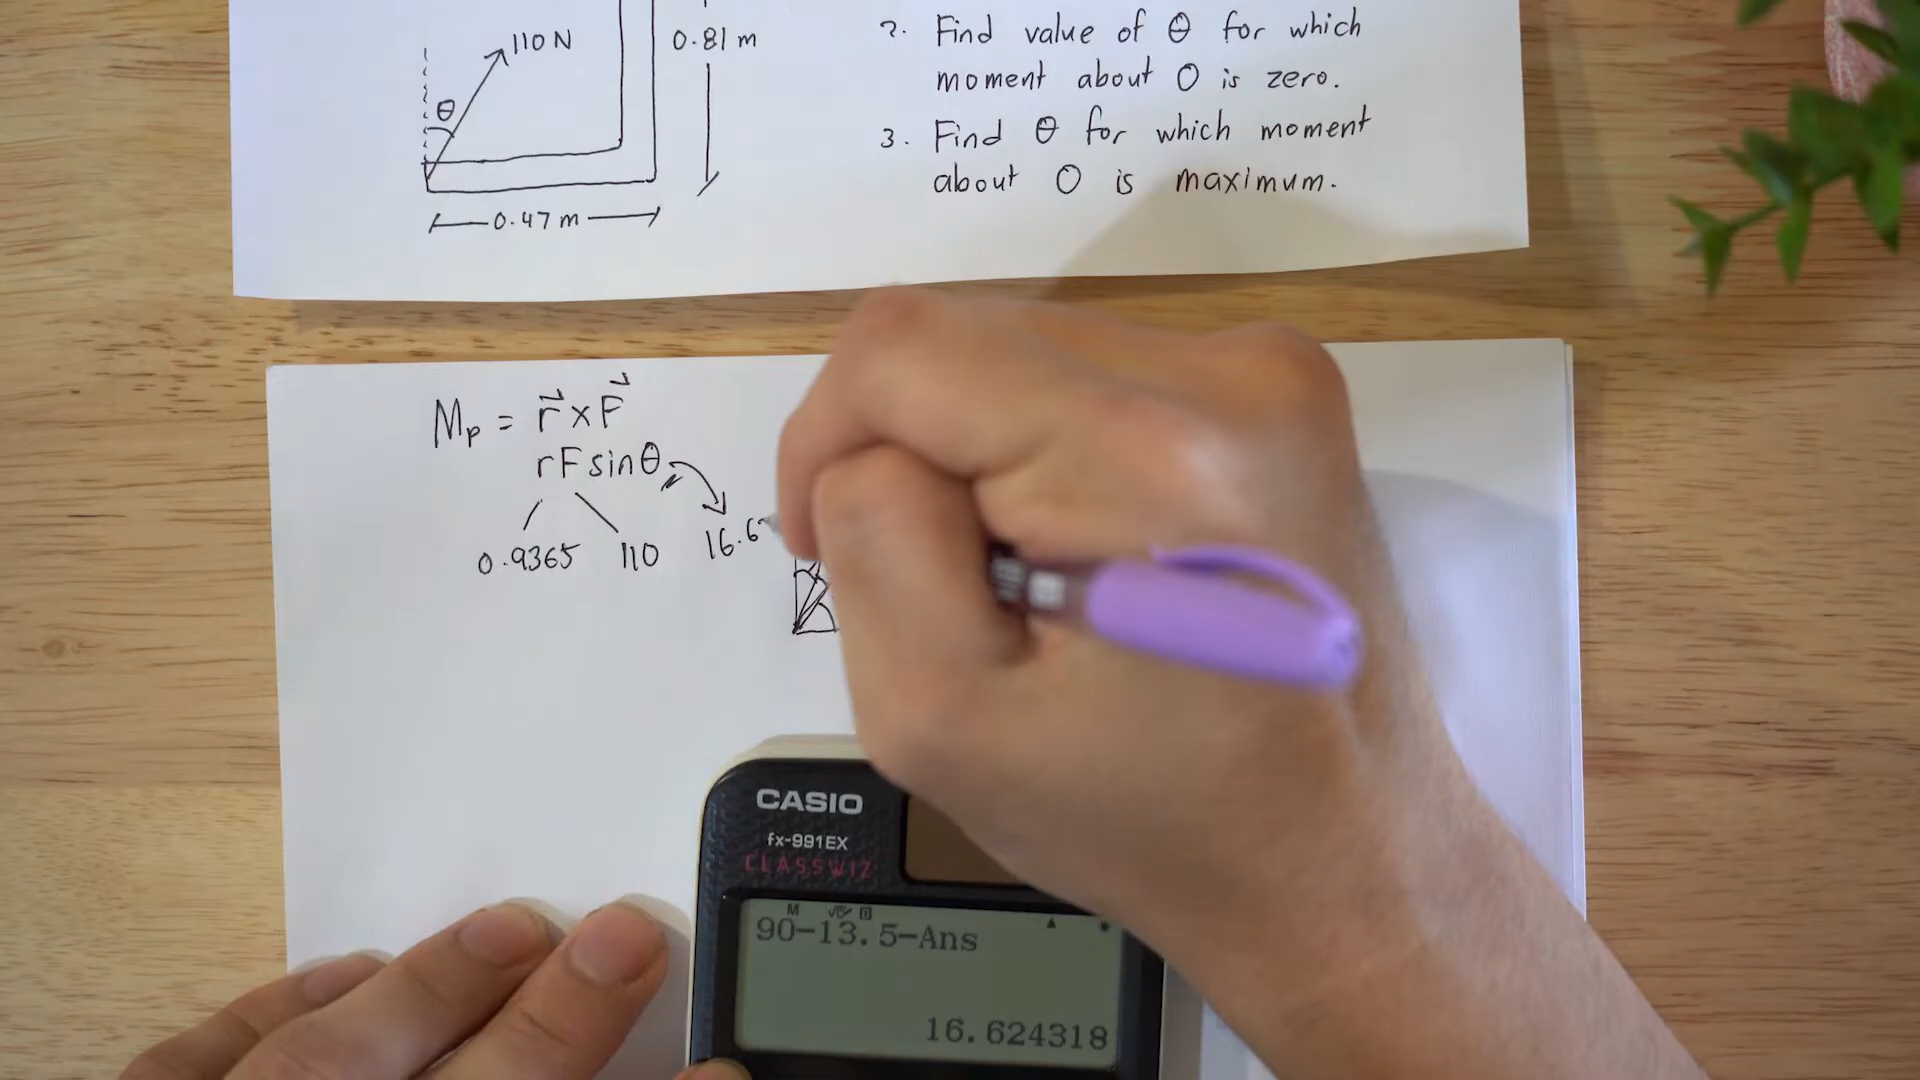 110 N
θ
0.81 m
0.47 m
2. Find value of θ for which
moment about O is zero.
3. Find θ for which moment
about O is maximum.
Mp = r⃗ × F⃗
rF sinθ
0.9365 110 16.6
CASIO
fx-991EX
CLASSWIZ
M √▱/ D ▲
90−13.5−Ans
16.624318